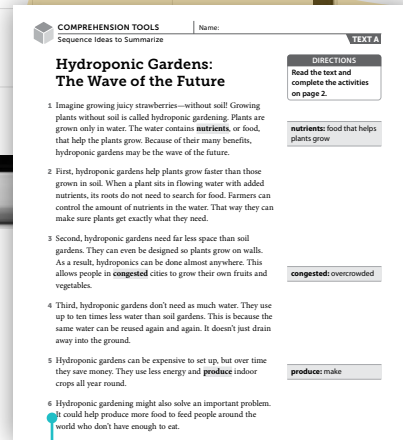 COMPREHENSION TOOLS
Name:
Sequence Ideas to Summarize
TEXT A
Hydroponic Gardens:
The Wave of the Future
DIRECTIONS
Read the text and
complete the activities
on page 2.
1 Imagine growing juicy strawberries—without soil! Growing
plants without soil is called hydroponic gardening. Plants are
grown only in water. The water contains nutrients, or food,
that help the plants grow. Because of their many benefits,
hydroponic gardens may be the wave of the future.
nutrients: food that helps
plants grow
2 First, hydroponic gardens help plants grow faster than those
grown in soil. When a plant sits in flowing water with added
nutrients, its roots do not need to search for food. Farmers can
control the amount of nutrients in the water. That way they can
make sure plants get exactly what they need.
3 Second, hydroponic gardens need far less space than soil
gardens. They can even be designed so plants grow on walls.
As a result, hydroponics can be done almost anywhere. This
allows people in congested cities to grow their own fruits and
vegetables.
congested: overcrowded
4 Third, hydroponic gardens don't need as much water. They use
up to ten times less water than soil gardens. This is because the
same water can be reused again and again. It doesn't just drain
away into the ground.
5 Hydroponic gardens can be expensive to set up, but over time
they save money. They use less energy and produce indoor
crops all year round.
produce: make
6 Hydroponic gardening might also solve an important problem.
It could help produce more food to feed people around the
world who don't have enough to eat.